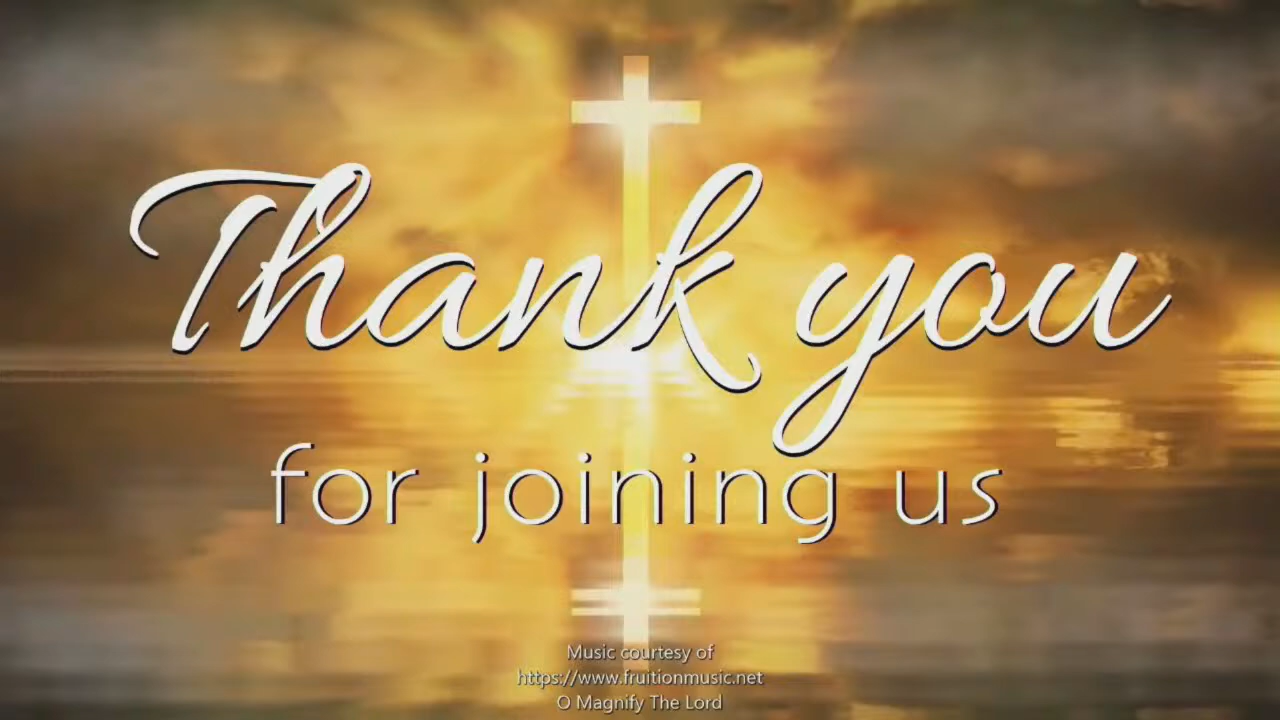 Thank you
for joining us
Music courtesy of
https://www.fruitionmusic.net
O Magnify The Lord